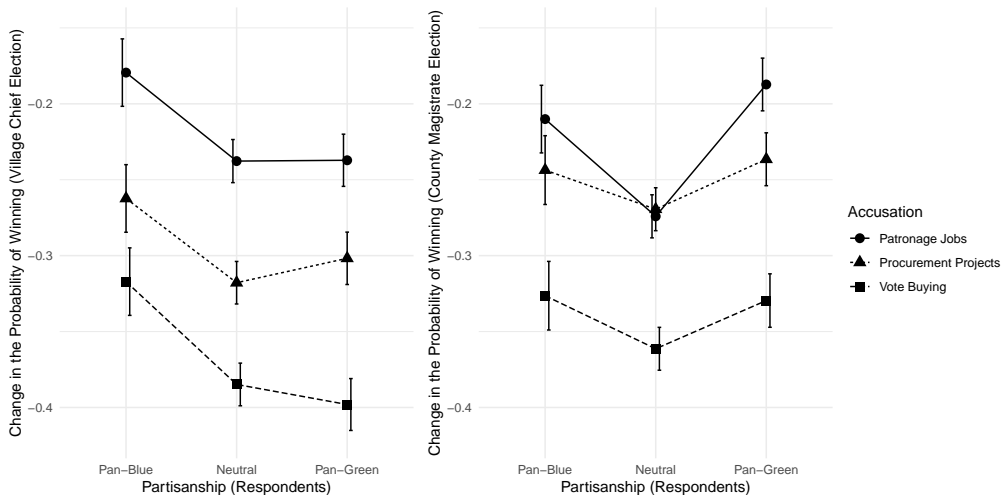 Change in the Probability of Winning (Village Chief Election)
−0.2
−0.3
−0.4
Pan−Blue Neutral Pan−Green
Partisanship (Respondents)
Change in the Probability of Winning (County Magistrate Election)
−0.2
−0.3
−0.4
Pan−Blue Neutral Pan−Green
Partisanship (Respondents)
Accusation
Patronage Jobs
Procurement Projects
Vote Buying